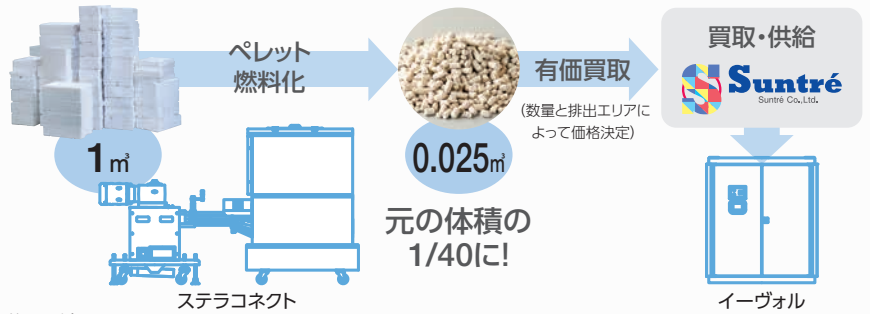 ペレット
燃料化
有価買取
(数量と排出エリアに
よって価格決定)
買取・供給
Suntré
Suntré Co.,Ltd.
1㎥
0.025㎥
元の体積の
1/40に!
ステラコネクト
イーヴォル